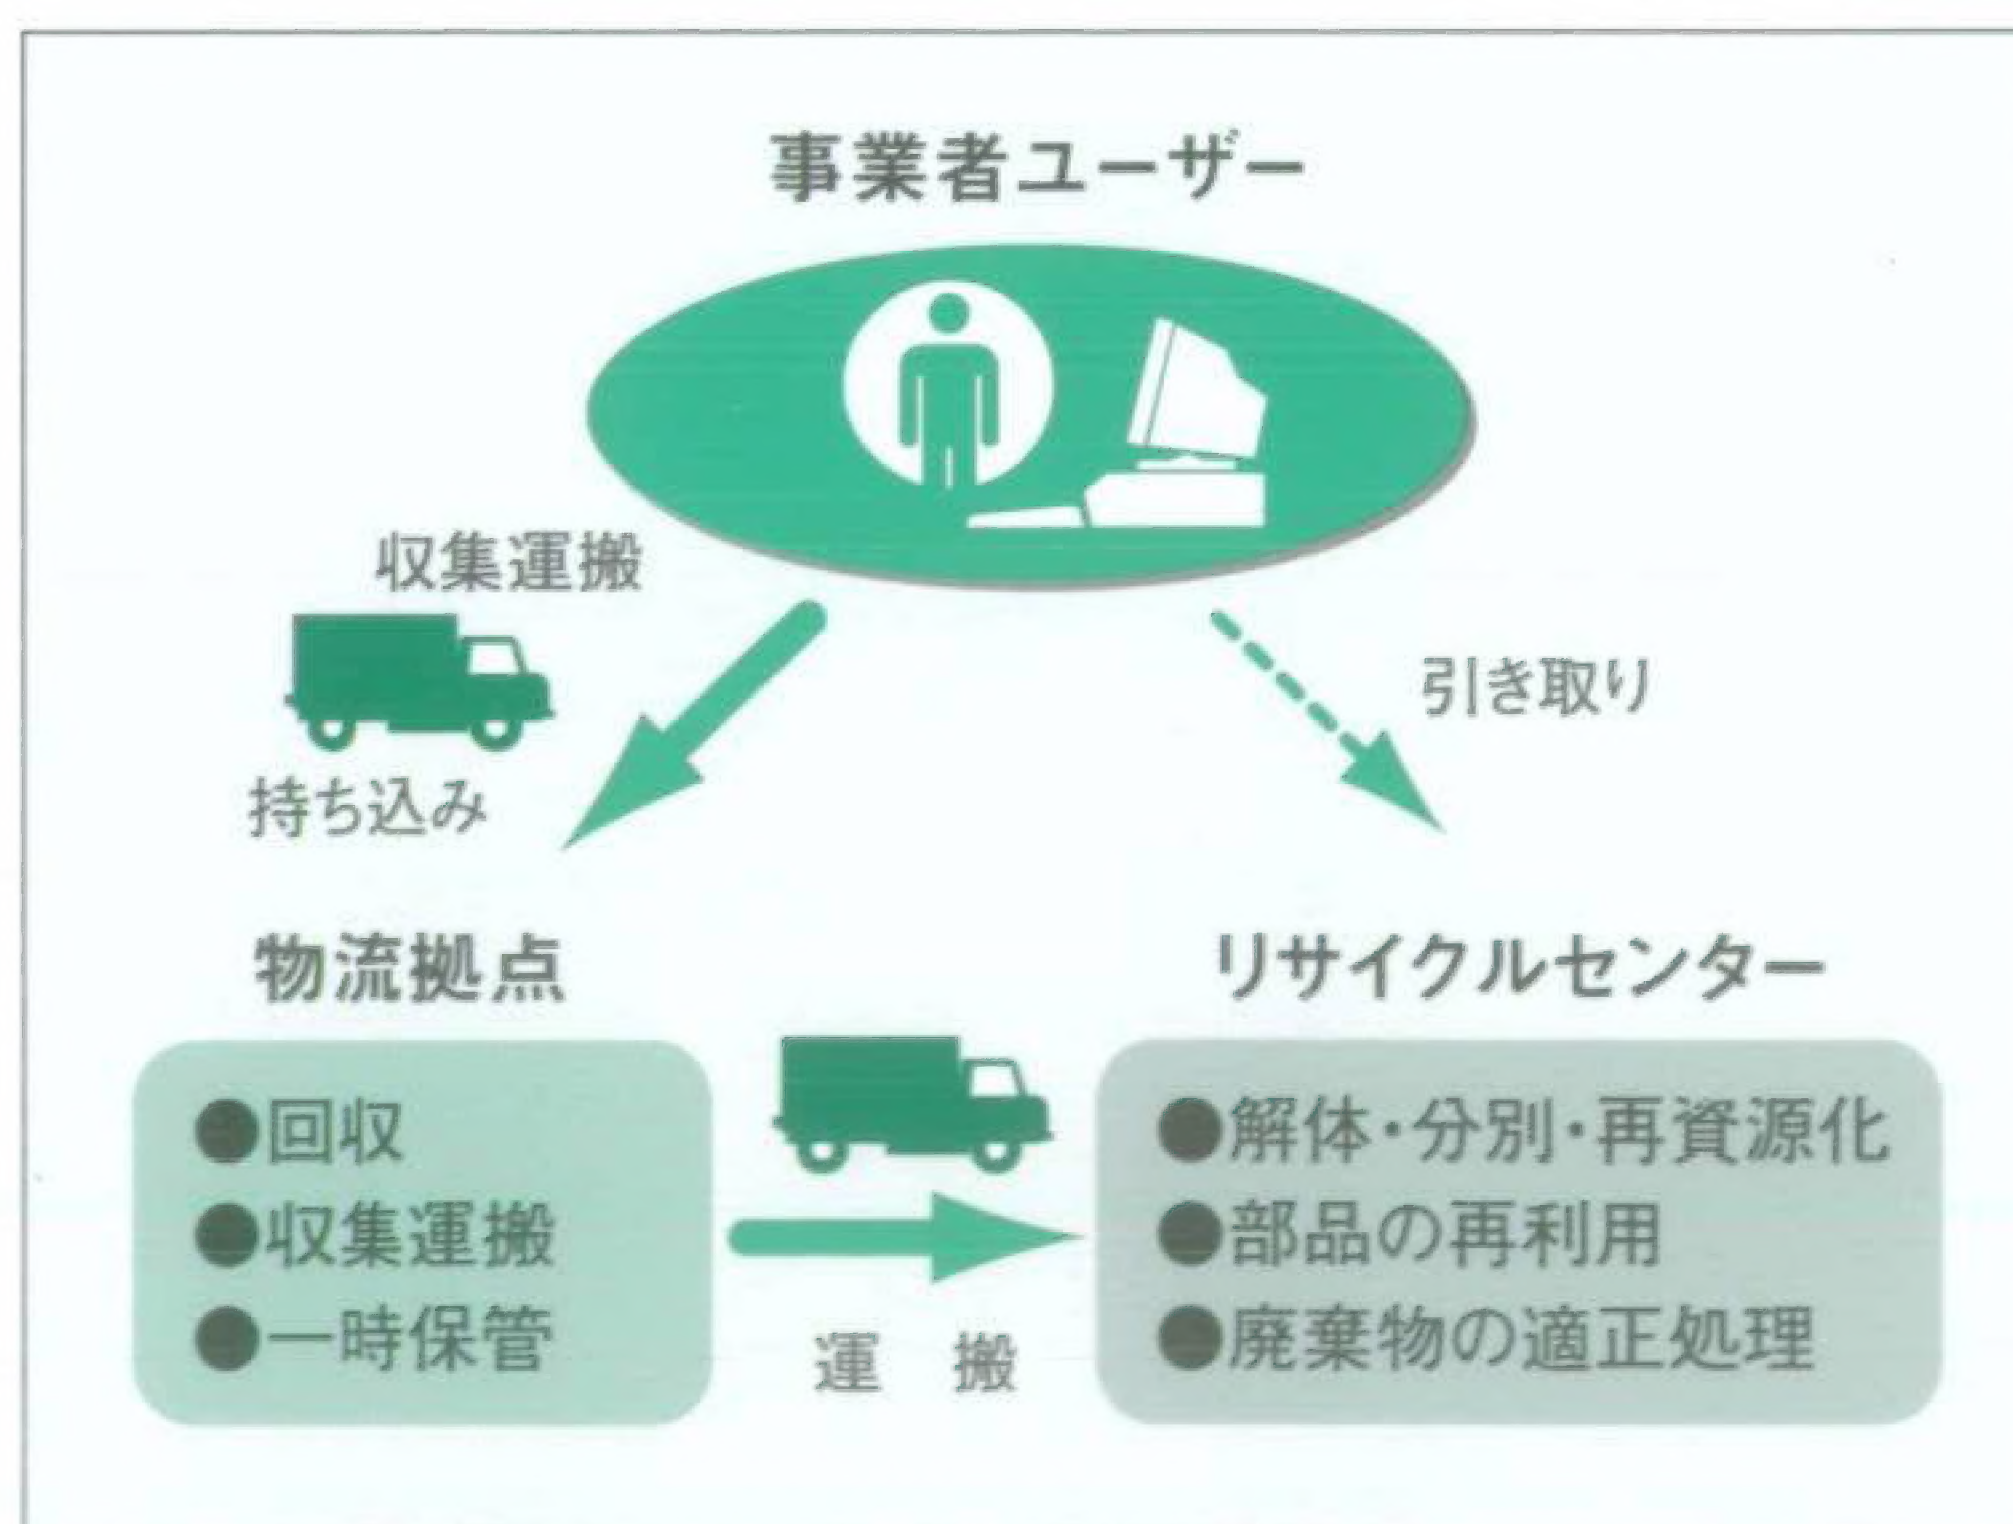 事業者ユーザー
収集運搬
引き取り
持ち込み
物流拠点
リサイクルセンター
●回収
●収集運搬
●一時保管
運 搬
●解体・分別・再資源化
●部品の再利用
●廃棄物の適正処理